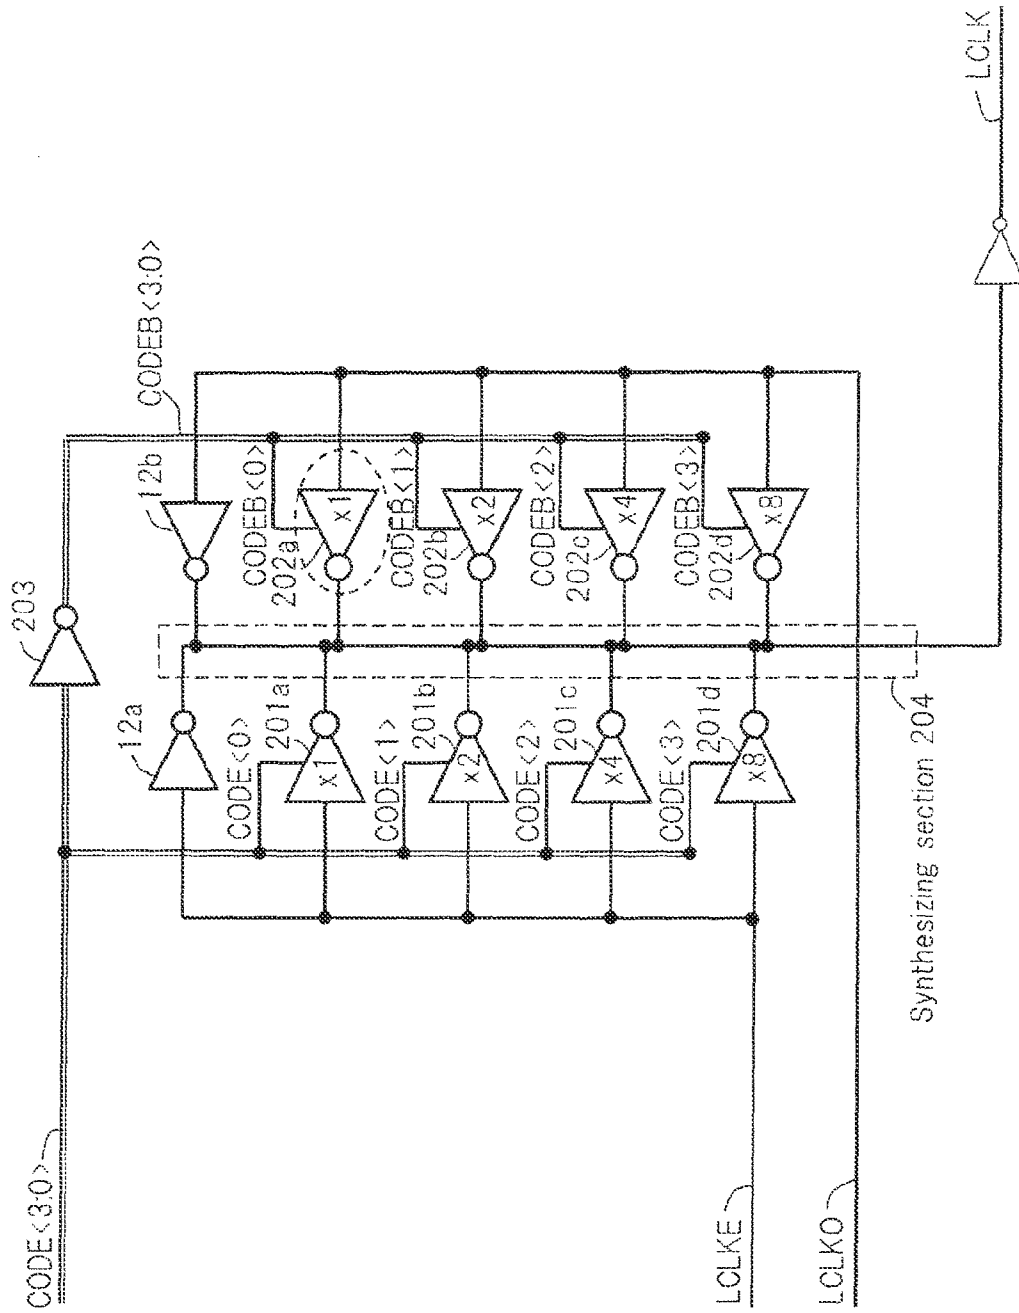 CODE<3:0>
203
CODEB<3:0>
12a
12b
CODE<0>
201a
x1
CODEB<0>
202a
x1
CODE<1>
201b
x2
CODEB<1>
202b
x2
CODE<2>
201c
x4
CODEB<2>
202c
x4
CODE<3>
201d
x8
CODEB<3>
202d
x8
LCLKE
LCLKO
Synthesizing section 204
LCLK